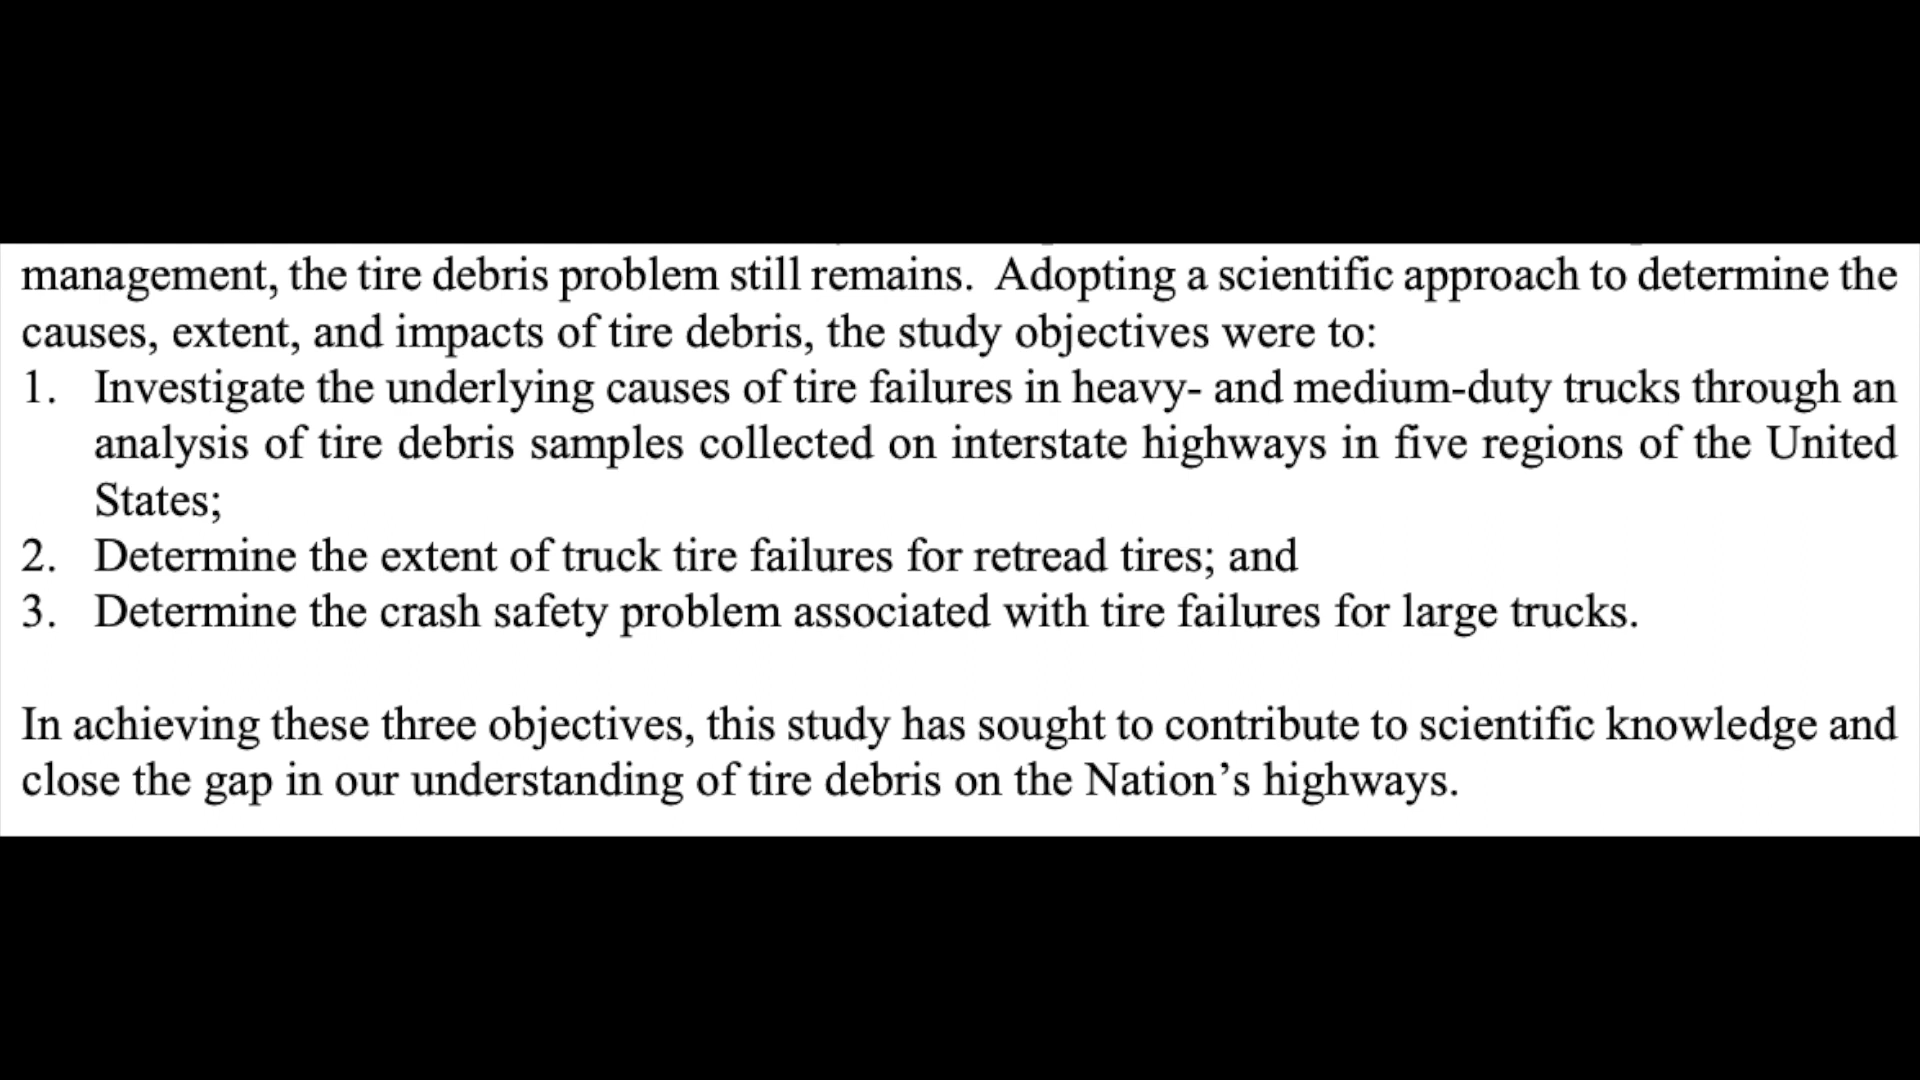 management, the tire debris problem still remains.  Adopting a scientific approach to determine the
causes, extent, and impacts of tire debris, the study objectives were to:
1. Investigate the underlying causes of tire failures in heavy- and medium-duty trucks through an
analysis of tire debris samples collected on interstate highways in five regions of the United
States;
2. Determine the extent of truck tire failures for retread tires; and
3. Determine the crash safety problem associated with tire failures for large trucks.
In achieving these three objectives, this study has sought to contribute to scientific knowledge and
close the gap in our understanding of tire debris on the Nation’s highways.